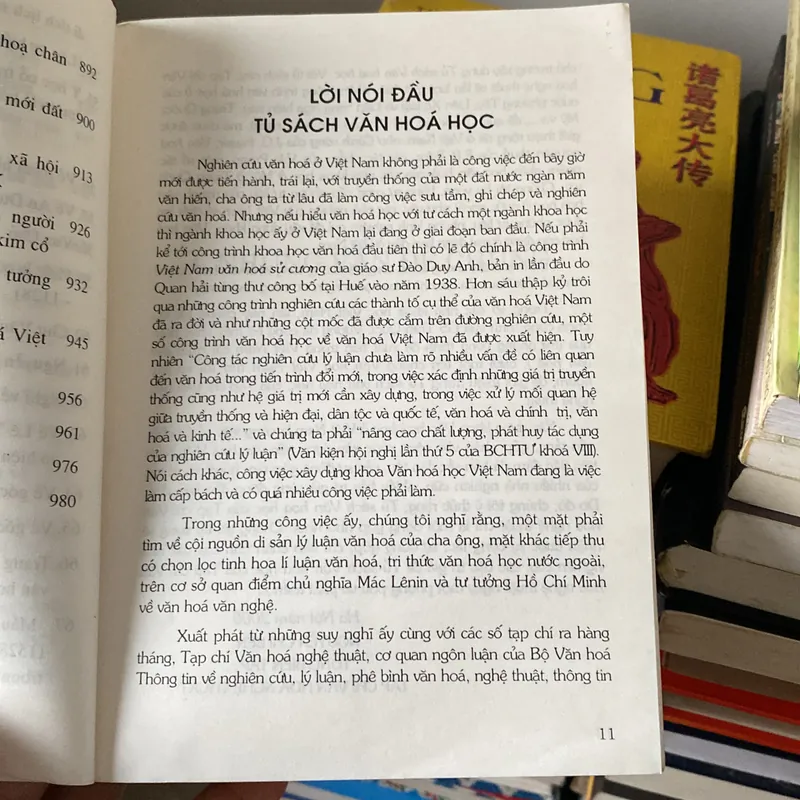 hoạ chân 892
mới đất 900
xã hội 913
người 926
kim cổ
tưởng 932
Việt 945
956
961
976
980
LỜI NÓI ĐẦU
TỦ SÁCH VĂN HOÁ HỌC
Nghiên cứu văn hoá ở Việt Nam không phải là công việc đến bây giờ
mới được tiến hành, trái lại, với truyền thống của một đất nước ngàn năm
văn hiến, cha ông ta từ lâu đã làm công việc sưu tầm, ghi chép và nghiên
cứu văn hoá. Nhưng nếu hiểu văn hoá học với tư cách một ngành khoa học
thì ngành khoa học ấy ở Việt Nam lại đang ở giai đoạn ban đầu. Nếu phải
kể tới công trình khoa học văn hoá đầu tiên thì có lẽ đó chính là công trình
Việt Nam văn hoá sử cương của giáo sư Đào Duy Anh, bản in lần đầu do
Quan hải tùng thư công bố tại Huế vào năm 1938. Hơn sáu thập kỷ trôi
qua những công trình nghiên cứu các thành tố cụ thể của văn hoá Việt Nam
đã ra đời và như những cột mốc đã được cắm trên đường nghiên cứu, một
số công trình văn hoá học về văn hoá Việt Nam đã được xuất hiện. Tuy
nhiên “Công tác nghiên cứu lý luận chưa làm rõ nhiều vấn đề có liên quan
đến văn hoá trong tiến trình đổi mới, trong việc xác định những giá trị truyền
thống cũng như hệ giá trị mới cần xây dựng, trong việc xử lý mối quan hệ
giữa truyền thống và hiện đại, dân tộc và quốc tế, văn hoá và chính trị, văn
hoá và kinh tế...” và chúng ta phải “nâng cao chất lượng, phát huy tác dụng
của nghiên cứu lý luận” (Văn kiện hội nghị lần thứ 5 của BCHTƯ khoá VIII).
Nói cách khác, công việc xây dựng khoa Văn hoá học Việt Nam đang là việc
làm cấp bách và có quá nhiều công việc phải làm.
Trong những công việc ấy, chúng tôi nghĩ rằng, một mặt phải
tìm về cội nguồn di sản lý luận văn hoá của cha ông, mặt khác tiếp thu
có chọn lọc tinh hoa lí luận văn hoá, tri thức văn hoá học nước ngoài,
trên cơ sở quan điểm chủ nghĩa Mác Lênin và tư tưởng Hồ Chí Minh
về văn hoá văn nghệ.
Xuất phát từ những suy nghĩ ấy cùng với các số tạp chí ra hàng
tháng, Tạp chí Văn hoá nghệ thuật, cơ quan ngôn luận của Bộ Văn hoá
Thông tin về nghiên cứu, lý luận, phê bình văn hoá, nghệ thuật, thông tin
11
诸葛亮大传
G